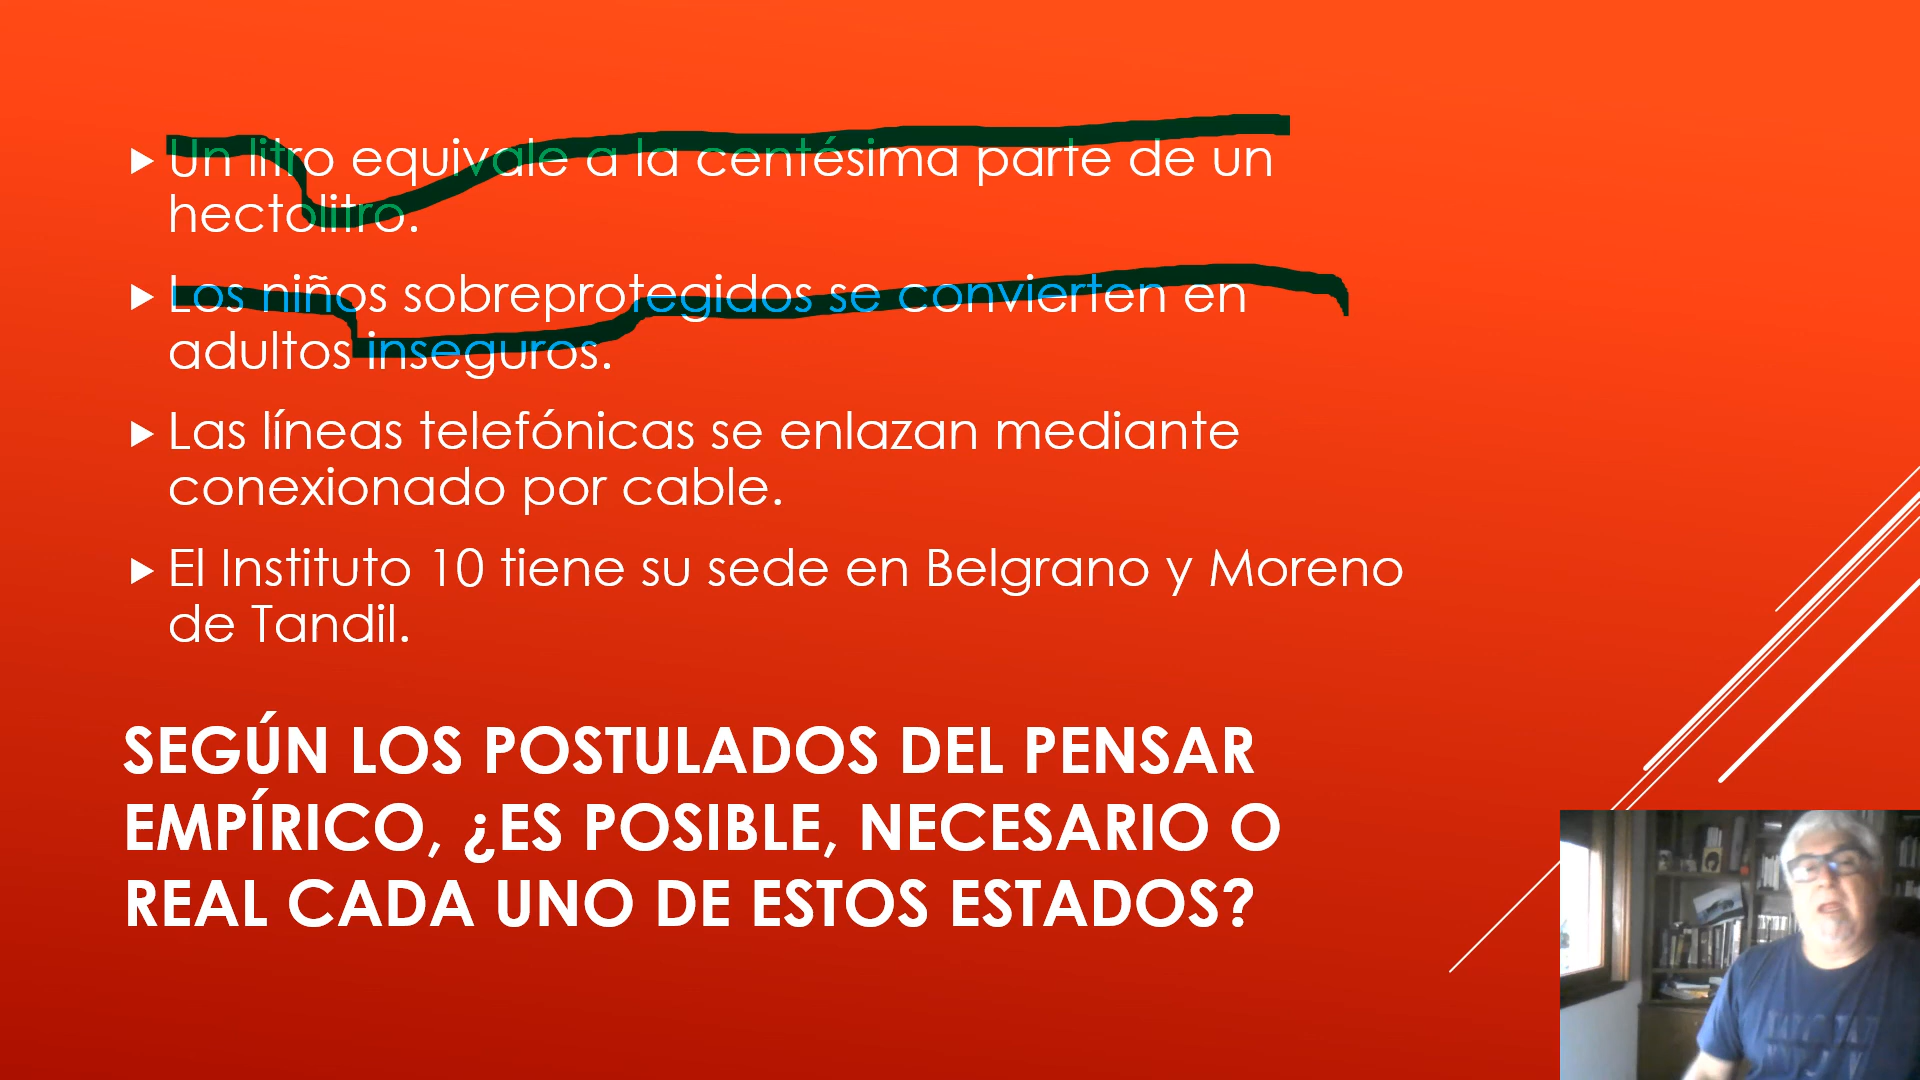 Un litro equivale a la centésima parte de un
hectolitro.
Los niños sobreprotegidos se convierten en
adultos inseguros.
Las líneas telefónicas se enlazan mediante
conexionado por cable.
El Instituto 10 tiene su sede en Belgrano y Moreno
de Tandil.
SEGÚN LOS POSTULADOS DEL PENSAR
EMPÍRICO, ¿ES POSIBLE, NECESARIO O
REAL CADA UNO DE ESTOS ESTADOS?